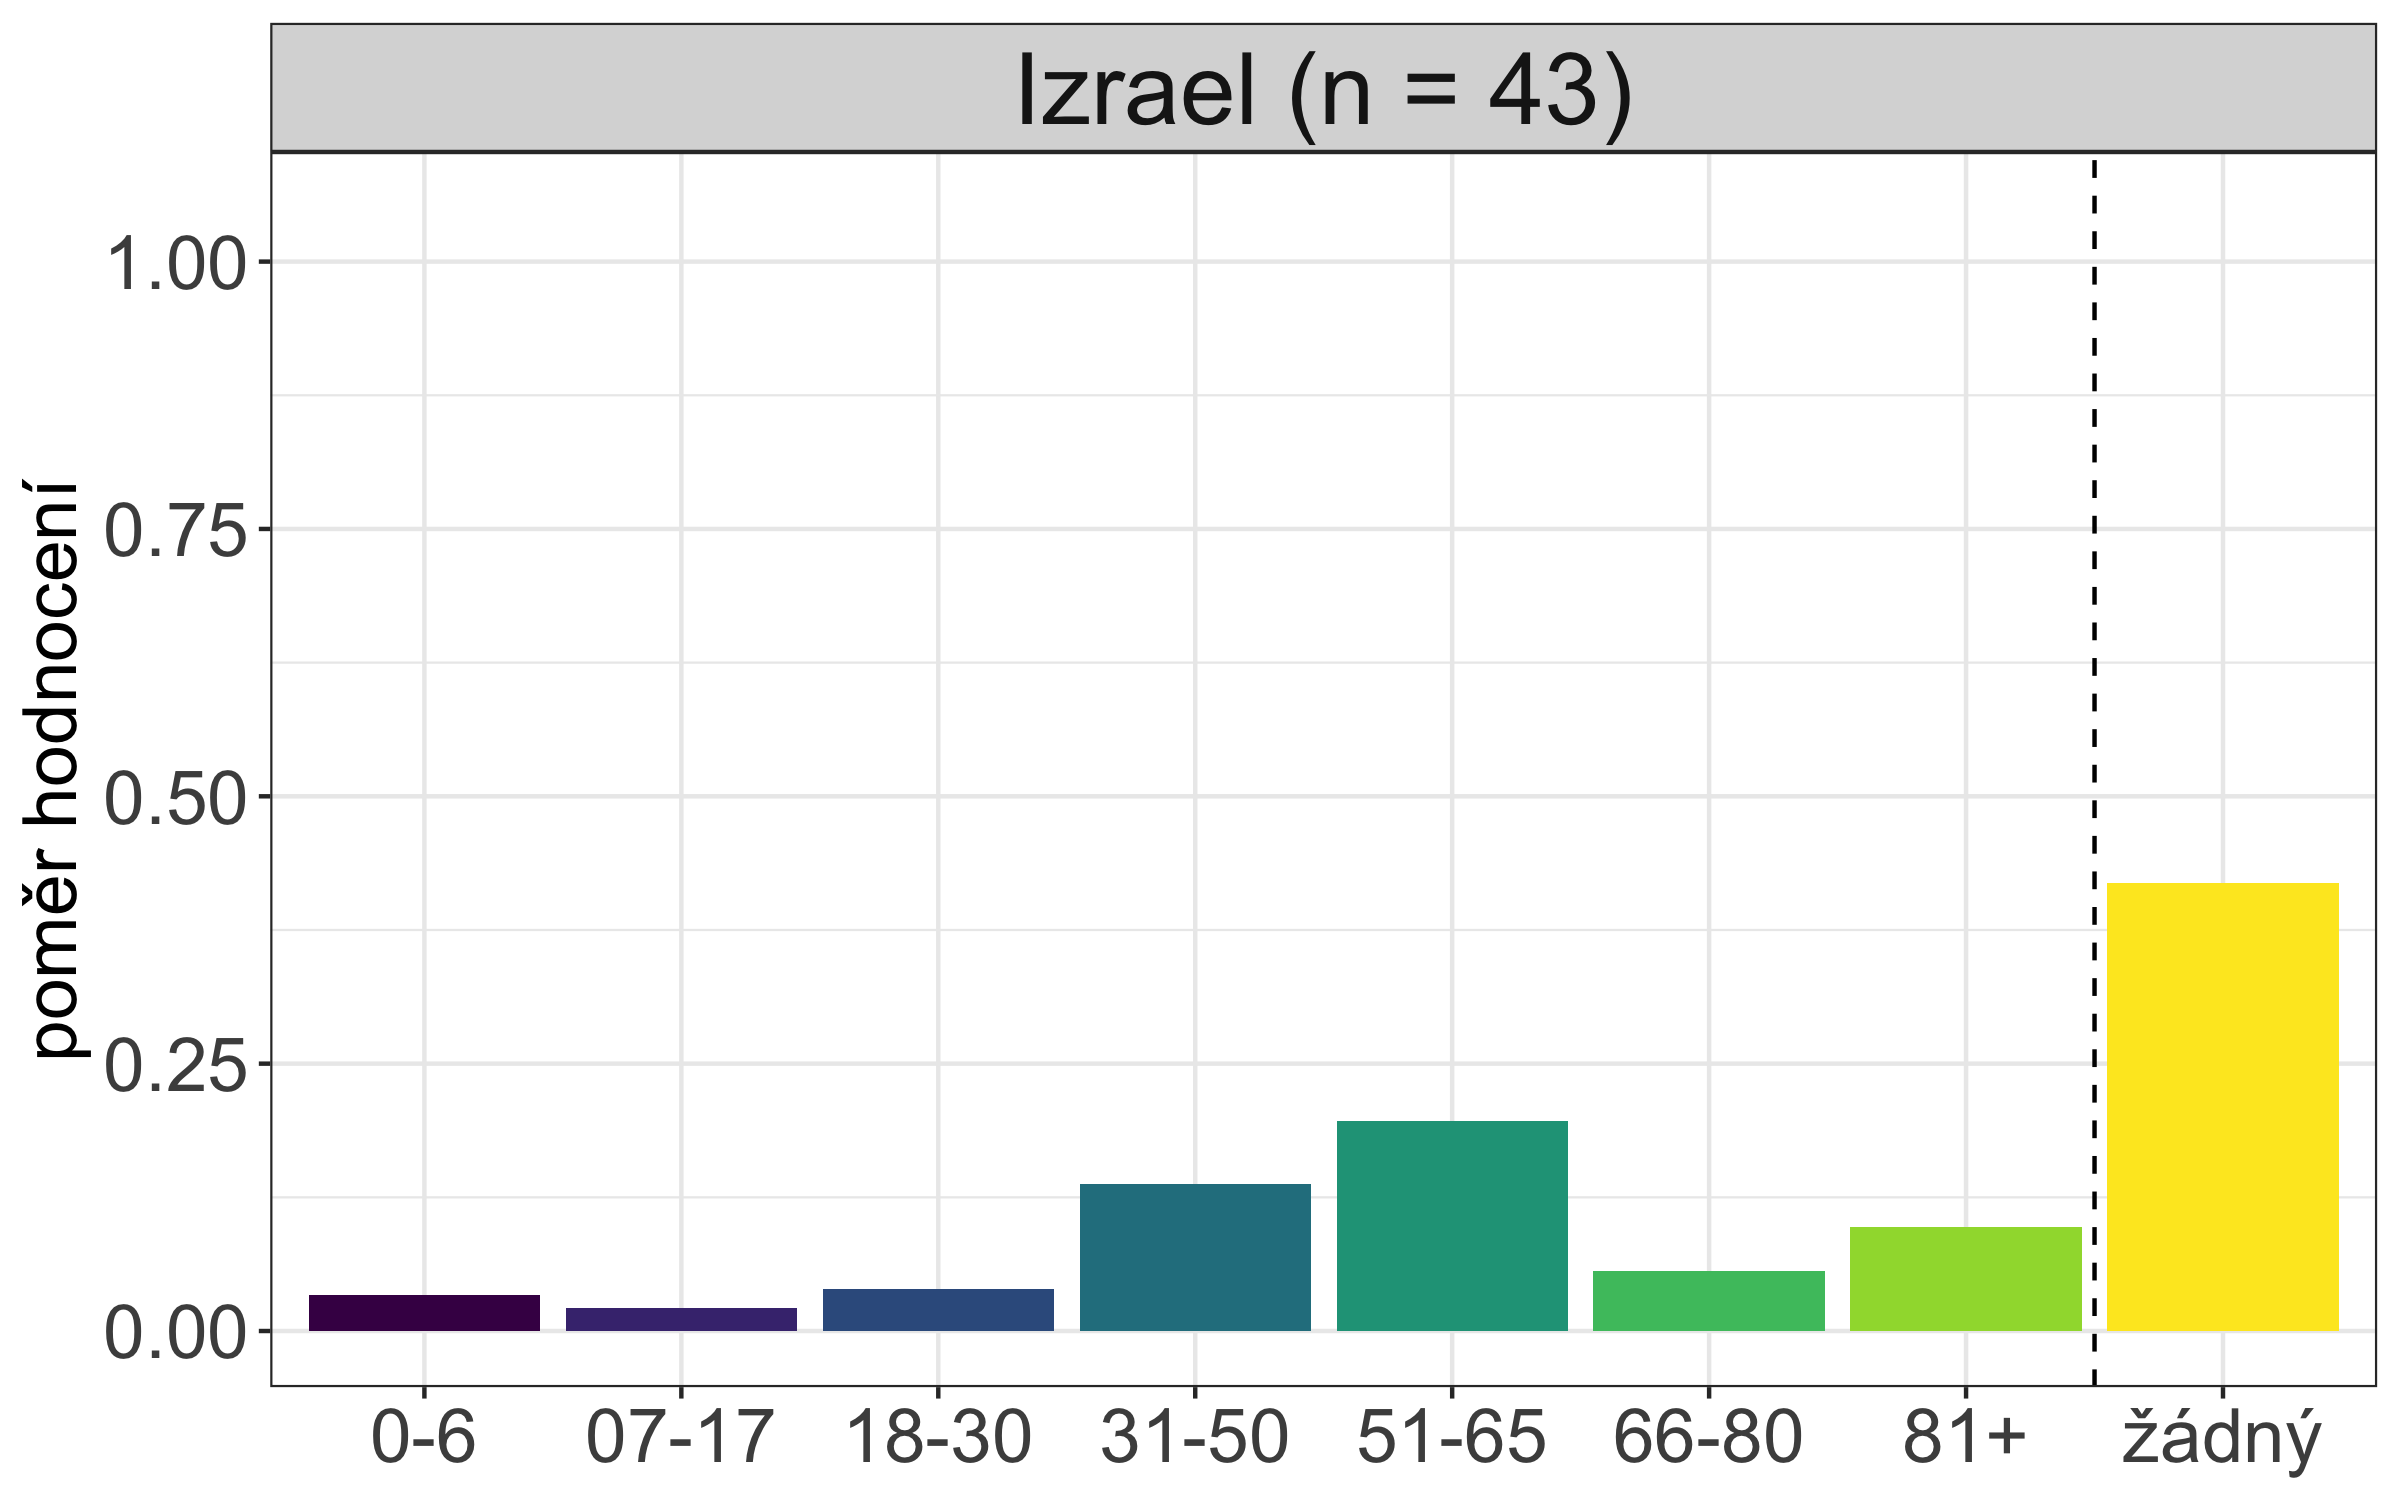 Izrael (n = 43)
poměr hodnocení
1.00
0.75
0.50
0.25
0.00
0-6 07-17 18-30 31-50 51-65 66-80 81+ žádný